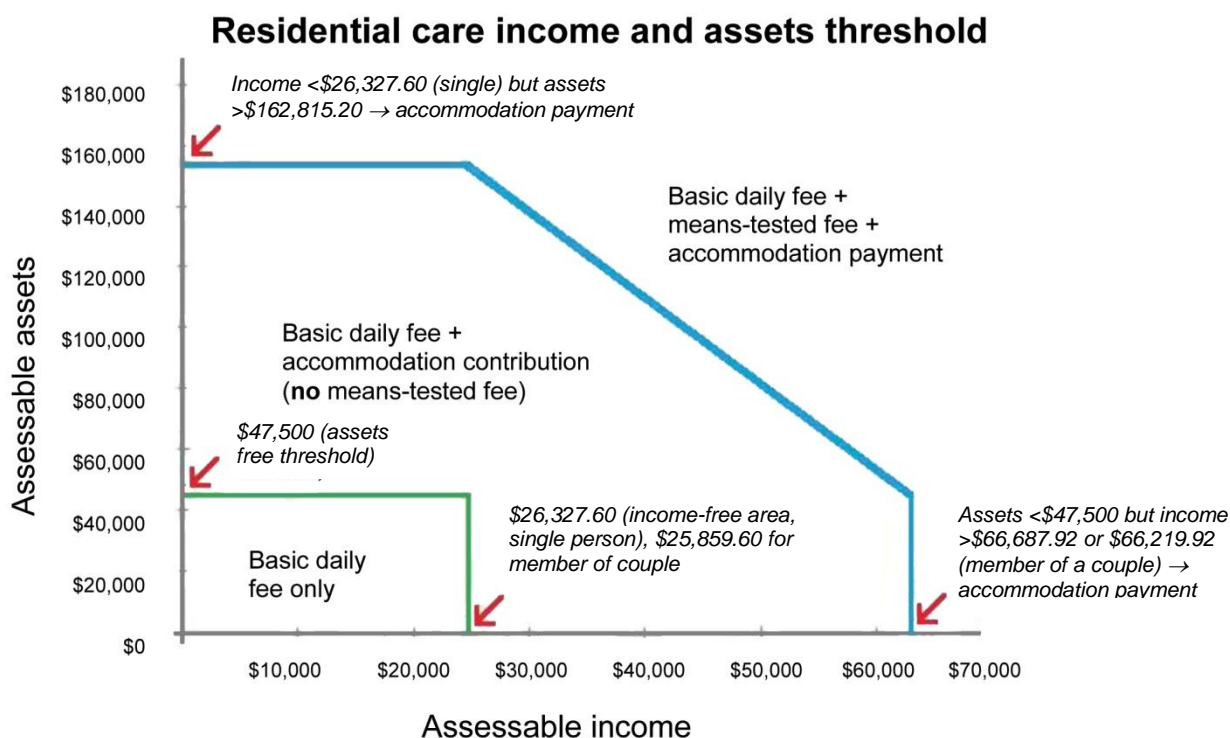 Residential care income and assets threshold
Income <$26,327.60 (single) but assets
>$162,815.20 → accommodation payment
$180,000
$160,000
$140,000
$120,000
$100,000
$80,000
$60,000
$40,000
$20,000
$0
Assessable assets
Basic daily fee +
means-tested fee +
accommodation payment
Basic daily fee +
accommodation contribution
(no means-tested fee)
$47,500 (assets
free threshold)
$26,327.60 (income-free area,
single person), $25,859.60 for
member of couple
Assets <$47,500 but income
>$66,687.92 or $66,219.92
(member of a couple) →
accommodation payment
Basic daily
fee only
$10,000
$20,000
$30,000
$40,000
$50,000
$60,000
$70,000
Assessable income